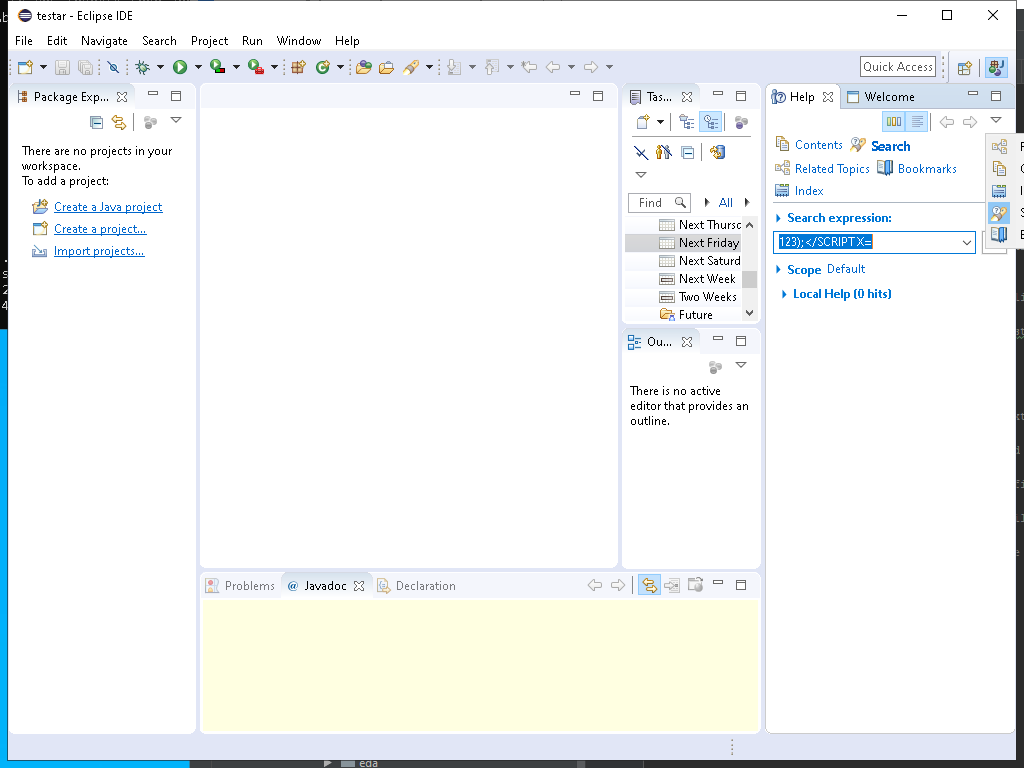 testar - Eclipse IDE
File Edit Navigate Search Project Run Window Help
Quick Access
Package Exp...
There are no projects in your
workspace.
To add a project:
Create a Java project
Create a project...
Import projects...
Tas...
Find
All
Next Thursd
Next Friday
Next Saturd
Next Week
Two Weeks
Future
Ou...
There is no active
editor that provides an
outline.
Help
Welcome
Contents
Search
Related Topics
Bookmarks
Index
Search expression:
123);</SCRIPT X=
Scope Default
Local Help (0 hits)
Problems
@ Javadoc
Declaration
eda